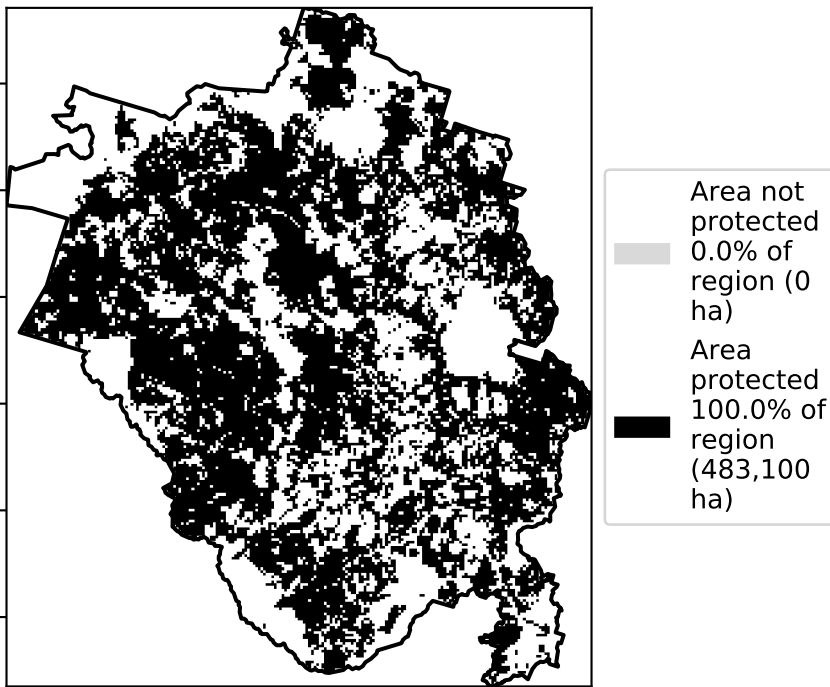 Area not
protected
0.0% of
region (0
ha)
Area
protected
100.0% of
region
(483,100
ha)